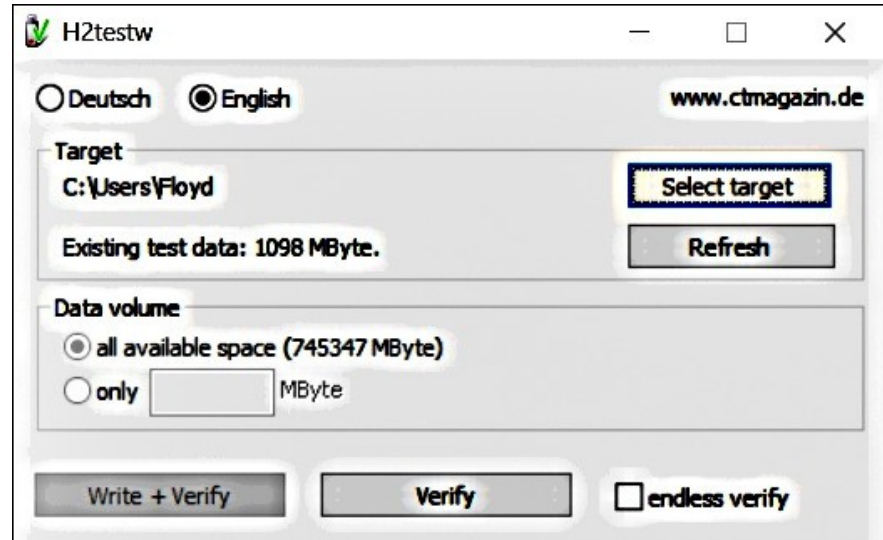 H2testw
Deutsch English www.ctmagazin.de
Target
C:\Users\Floyd Select target
Existing test data: 1098 MByte. Refresh
Data volume
all available space (745347 MByte)
only MByte
Write + Verify Verify endless verify